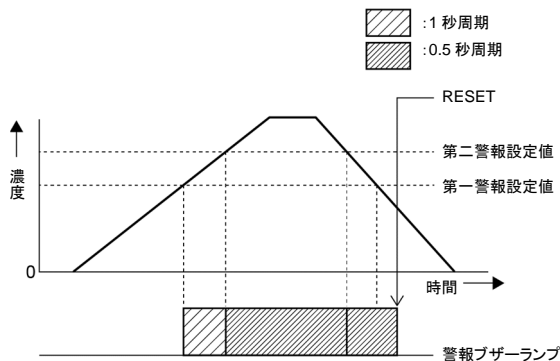 :1 秒周期
:0.5 秒周期
RESET
第二警報設定値
濃度
第一警報設定値
0
時間
警報ブザーランプ